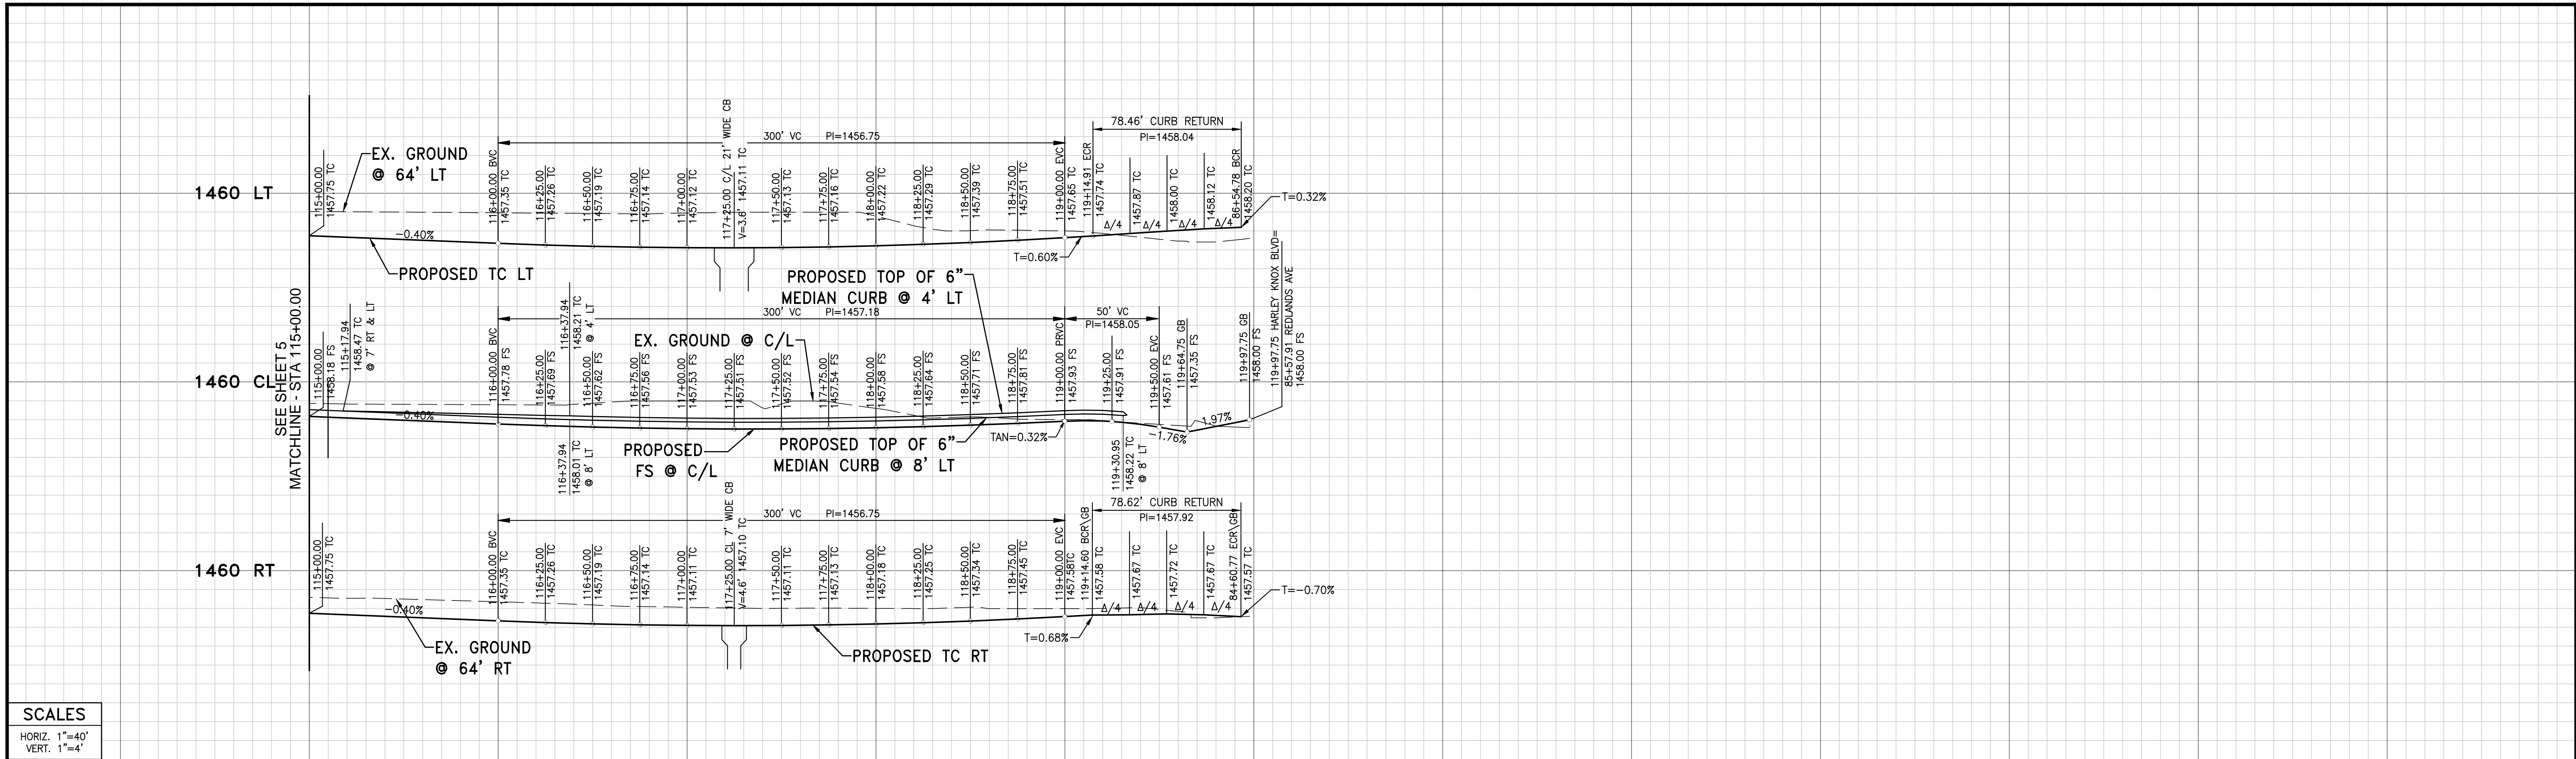 1460 LT
115+00.00
1457.75 TC
EX. GROUND
@ 64' LT
-0.40%
PROPOSED TC LT
116+00.00 BVC
1457.35 TC
300' VC PI=1456.75
116+25.00
1457.26 TC
116+50.00
1457.19 TC
116+75.00
1457.14 TC
117+00.00
1457.12 TC
117+25.00 C/L 21' WIDE CB
V=3.6' 1457.11 TC
117+50.00
1457.13 TC
117+75.00
1457.16 TC
118+00.00
1457.22 TC
118+25.00
1457.29 TC
118+50.00
1457.39 TC
118+75.00
1457.51 TC
119+00.00 EVC
1457.65 TC
119+14.91 ECR
1457.74 TC
78.46' CURB RETURN
PI=1458.04
1457.87 TC
1458.00 TC
1458.12 TC
86+54.78 BCR
1458.20 TC
Δ/4
Δ/4
Δ/4
Δ/4
T=0.32%
T=0.60%
SEE SHEET 5
MATCHLINE - STA 115+00.00
1460 CL
115+00.00
1458.18 FS
115+17.94
1458.47 TC
@ 7' RT & LT
-0.40%
116+00.00 BVC
1457.78 FS
300' VC PI=1457.18
116+25.00
1457.69 FS
116+37.94
1458.21 TC
@ 4' LT
116+37.94
1458.01 TC
@ 8' LT
116+50.00
1457.62 FS
116+75.00
1457.56 FS
EX. GROUND @ C/L
117+00.00
1457.53 FS
117+25.00
1457.51 FS
117+50.00
1457.52 FS
117+75.00
1457.54 FS
118+00.00
1457.58 FS
118+25.00
1457.64 FS
118+50.00
1457.71 FS
118+75.00
1457.81 FS
PROPOSED TOP OF 6"
MEDIAN CURB @ 4' LT
119+00.00 PRVC
1457.93 FS
50' VC
PI=1458.05
119+25.00
1457.91 FS
119+50.00 EVC
1457.61 FS
119+64.75 GB
1457.35 FS
119+97.75 GB
1458.00 FS
119+97.75 HARLEY KNOX BLVD=
85+57.91 REDLANDS AVE
1458.00 FS
1.97%
-1.76%
TAN=0.32%
119+30.95
1458.22 TC
@ 8' LT
PROPOSED
FS @ C/L
PROPOSED TOP OF 6"
MEDIAN CURB @ 8' LT
1460 RT
115+00.00
1457.75 TC
-0.40%
EX. GROUND
@ 64' RT
116+00.00 BVC
1457.35 TC
300' VC PI=1456.75
116+25.00
1457.26 TC
116+50.00
1457.19 TC
116+75.00
1457.14 TC
117+00.00
1457.11 TC
117+25.00 CL 7' WIDE CB
V=4.6' 1457.10 TC
117+50.00
1457.11 TC
117+75.00
1457.13 TC
118+00.00
1457.18 TC
118+25.00
1457.25 TC
118+50.00
1457.34 TC
118+75.00
1457.45 TC
119+00.00 EVC
1457.58TC
119+14.60 BCR\GB
1457.58 TC
78.62' CURB RETURN
PI=1457.92
1457.67 TC
1457.72 TC
1457.67 TC
84+60.77 ECR\GB
1457.57 TC
Δ/4
Δ/4
Δ/4
Δ/4
T=-0.70%
T=0.68%
PROPOSED TC RT
SCALES
HORIZ. 1"=40'
VERT. 1"=4'